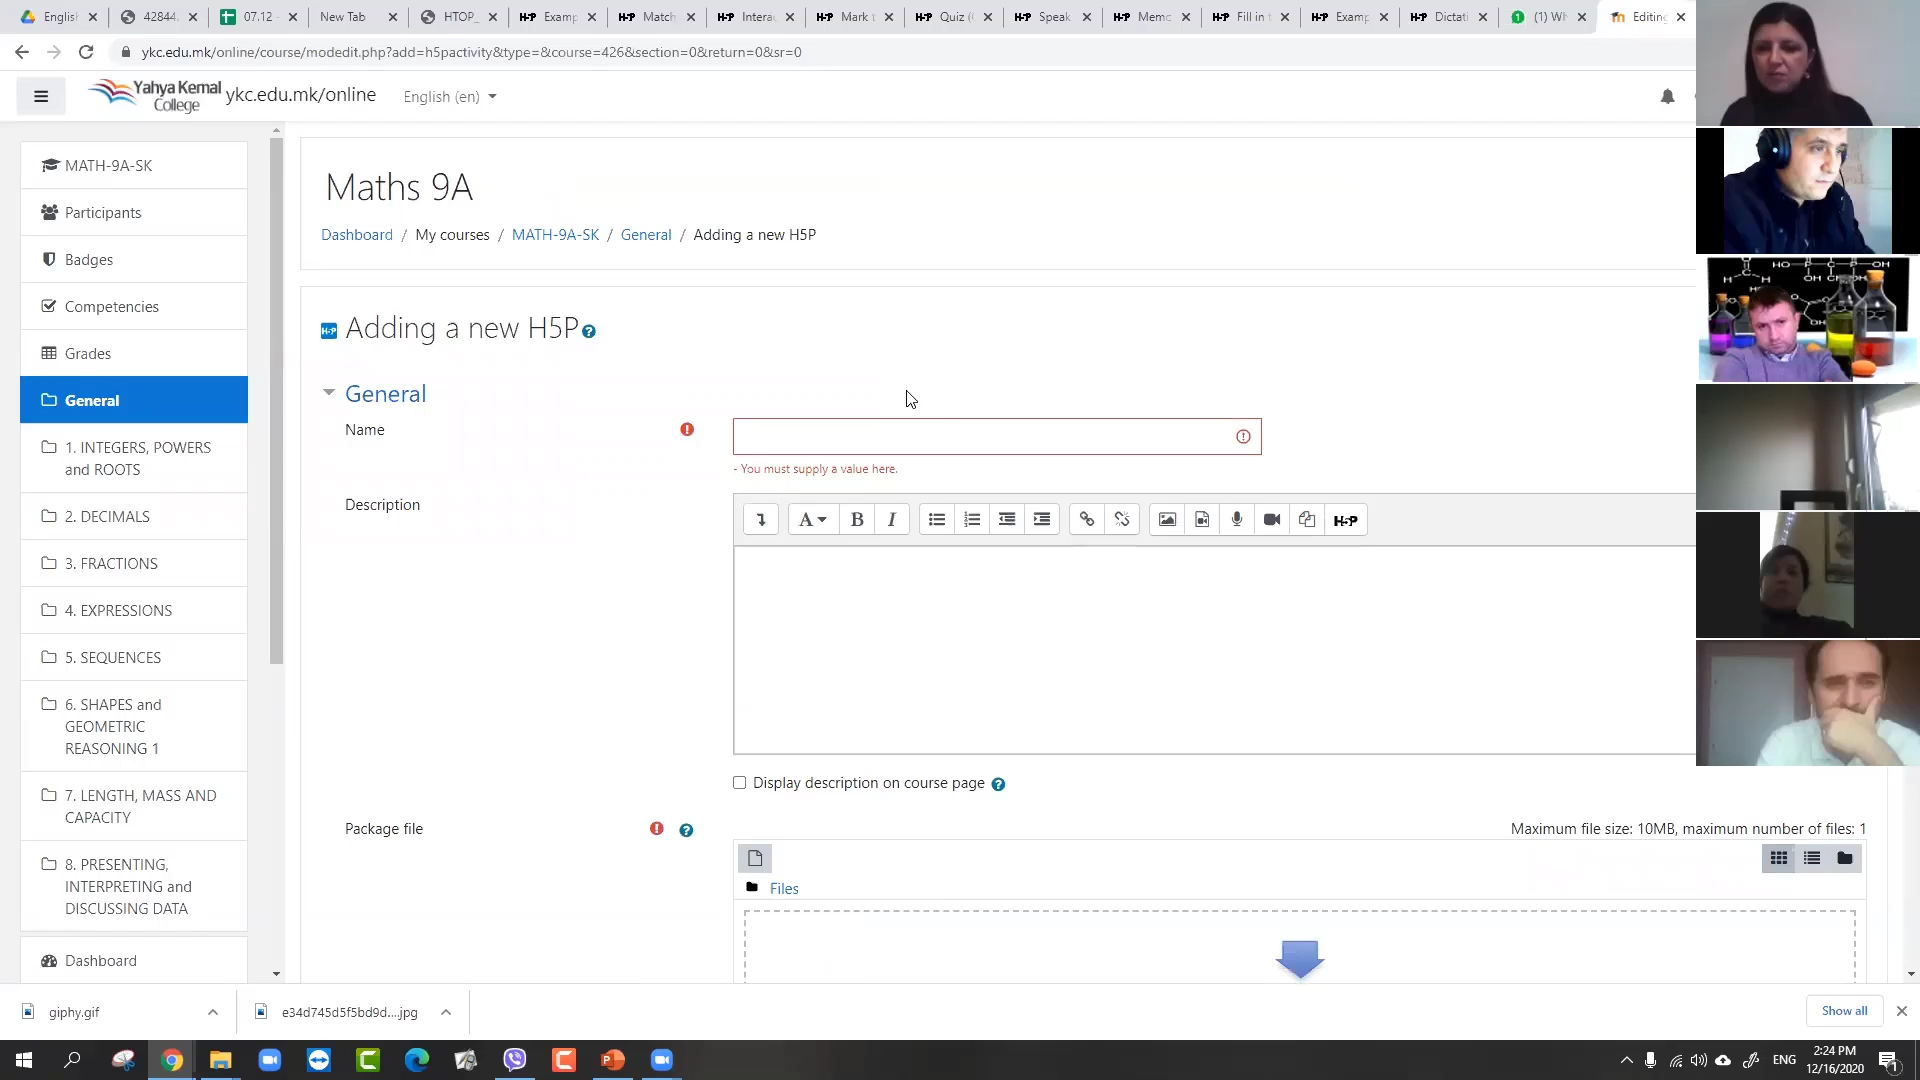 English
42844.
07.12 -
New Tab
HTOP_
H-P Examp
H-P Match
H-P Intera
H-P Mark t
H-P Quiz (
H-P Speak
H-P Memo
H-P Fill in t
H-P Examp
H-P Dictati
1 (1) Wh
Editing
ykc.edu.mk/online/course/modedit.php?add=h5pactivity&type=&course=426&section=0&return=0&sr=0
Yahya Kemal
College
ykc.edu.mk/online
English (en)
MATH-9A-SK
Participants
Badges
Competencies
Grades
General
1. INTEGERS, POWERS
and ROOTS
2. DECIMALS
3. FRACTIONS
4. EXPRESSIONS
5. SEQUENCES
6. SHAPES and
GEOMETRIC
REASONING 1
7. LENGTH, MASS AND
CAPACITY
8. PRESENTING,
INTERPRETING and
DISCUSSING DATA
Dashboard
Maths 9A
Dashboard / My courses / MATH-9A-SK / General / Adding a new H5P
H-P Adding a new H5P ?
General
Name
- You must supply a value here.
Description
A B I H-P
Display description on course page ?
Package file ?
Maximum file size: 10MB, maximum number of files: 1
Files
giphy.gif
e34d745d5f5bd9d....jpg
Show all
ENG
2:24 PM
12/16/2020
1